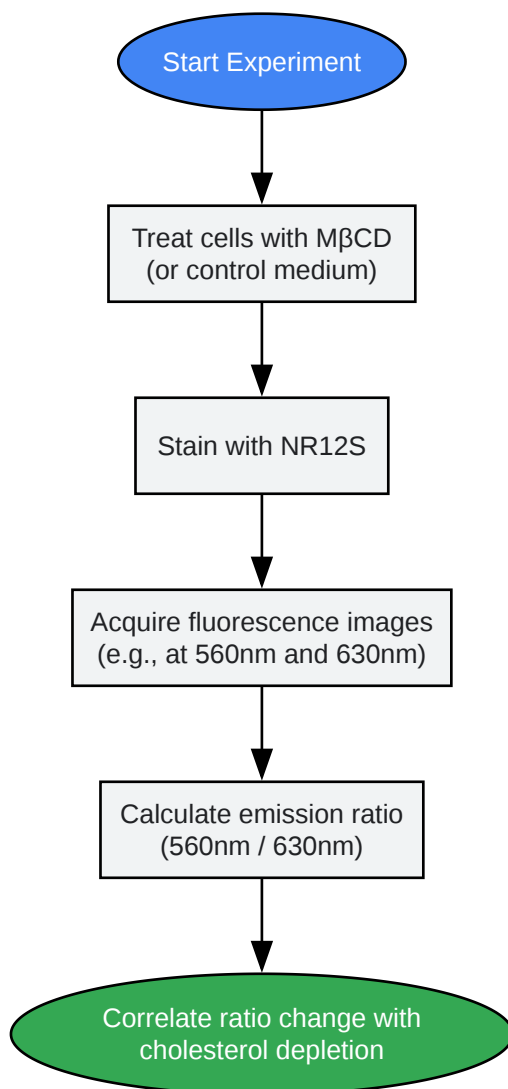 Start Experiment
Treat cells with MβCD
(or control medium)
Stain with NR12S
Acquire fluorescence images
(e.g., at 560nm and 630nm)
Calculate emission ratio
(560nm / 630nm)
Correlate ratio change with
cholesterol depletion